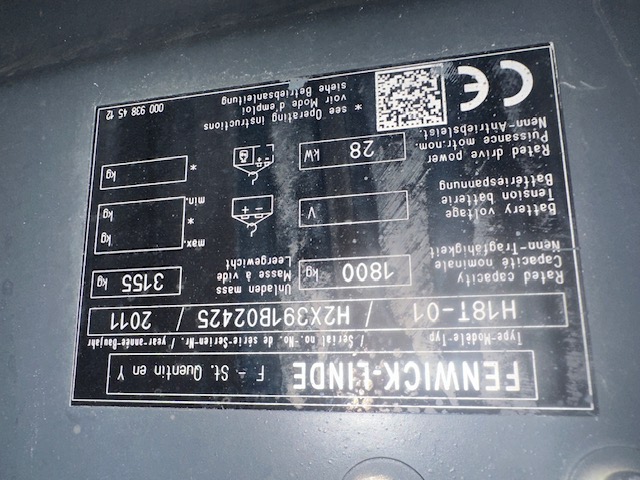 FENWICK-LINDE F - St. Quentin en Y
Type-Modèle-Typ / Serial no.-No. de série-Serien-Nr. / year-année-Baujahr
H18T-01 / H2X391B02425 / 2011
Rated capacity
Capacité nominale
Nenn-Tragfähigkeit
1800 kg
Unladen mass
Masse à vide
Leergewicht
3155 kg
Battery voltage
Tension batterie
Batteriespannung
V
- +
max. kg
*
min. kg
Rated drive power
Puissance motr.nom.
Nenn-Antriebsleist.
28 kW
* kg
CE
* see Operating instructions
voir Mode d'emploi
siehe Betriebsanleitung
000 938 45 12